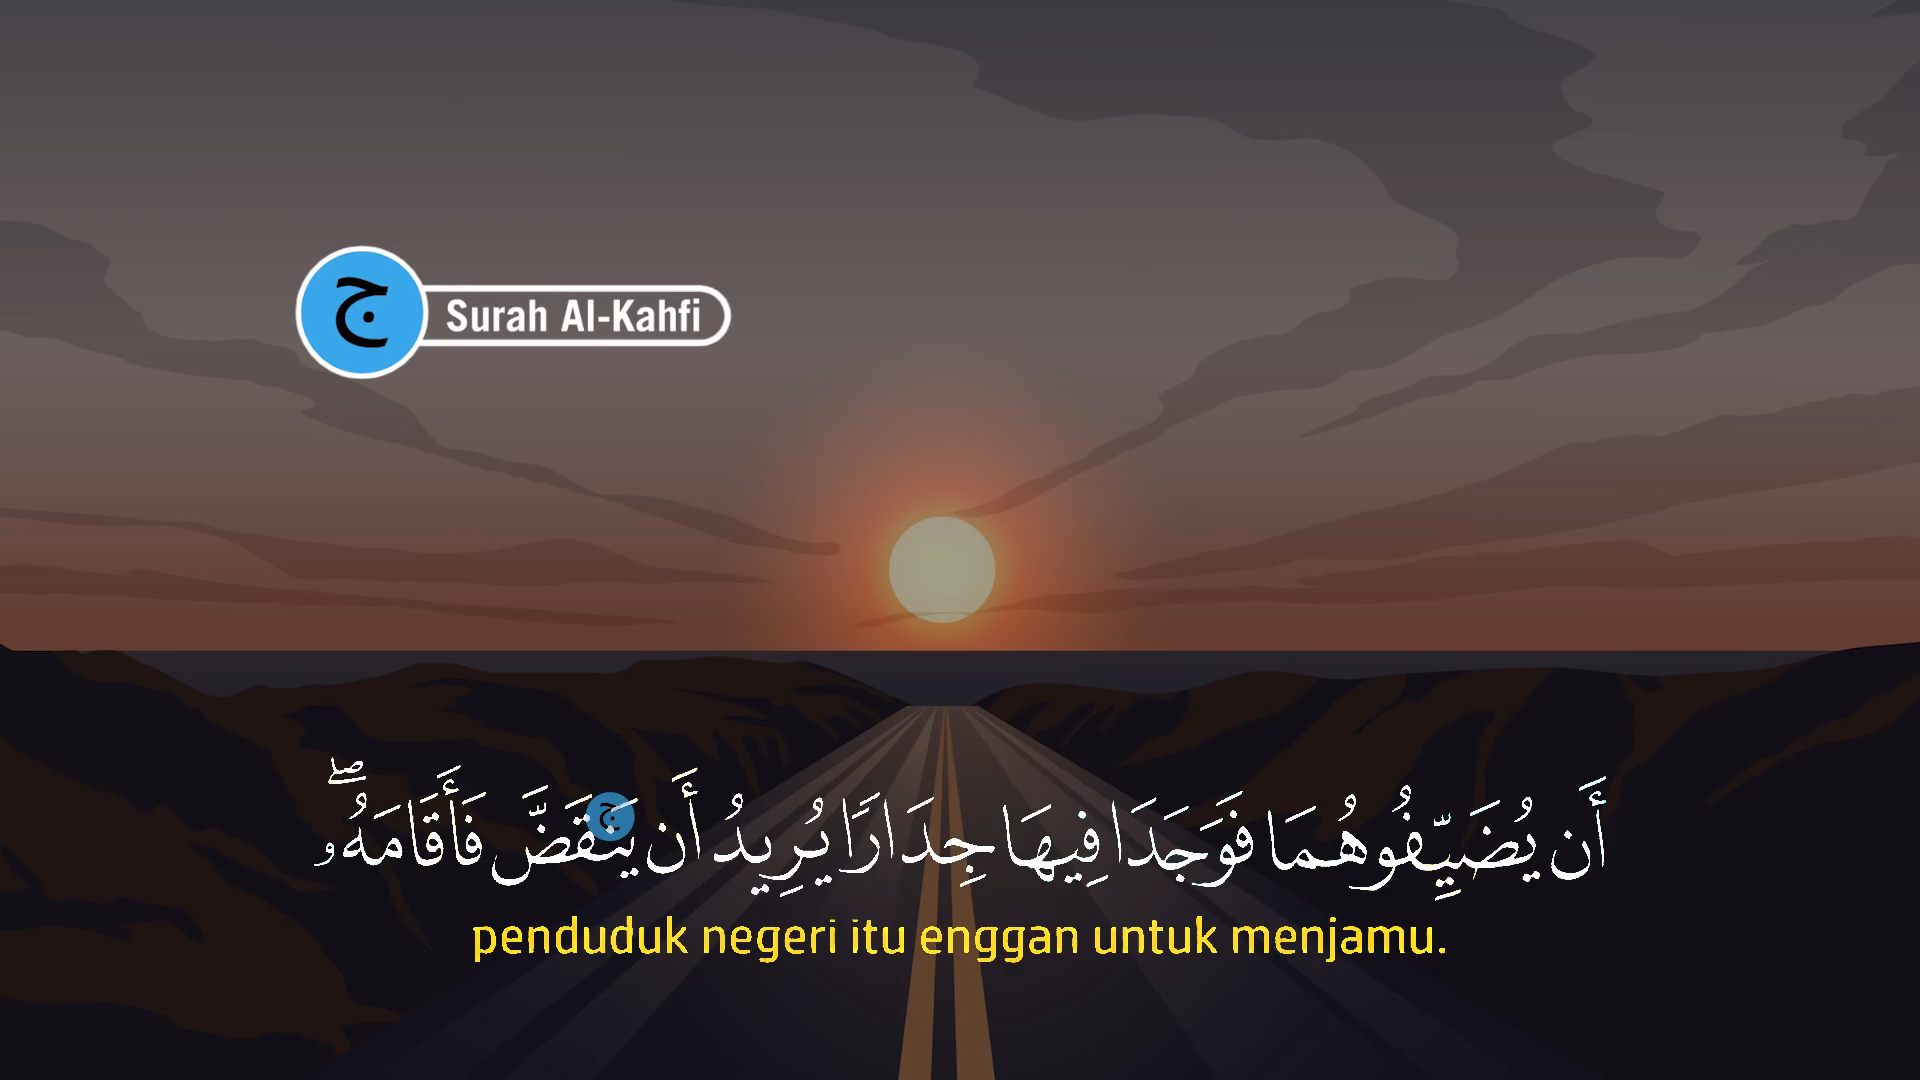 ج
Surah Al-Kahfi
أَن يُضَيِّفُوهُمَا فَوَجَدَا فِيهَا جِدَارًا يُرِيدُ أَن يَنقَضَّ فَأَقَامَهُۥۖ
ج
penduduk negeri itu enggan untuk menjamu.